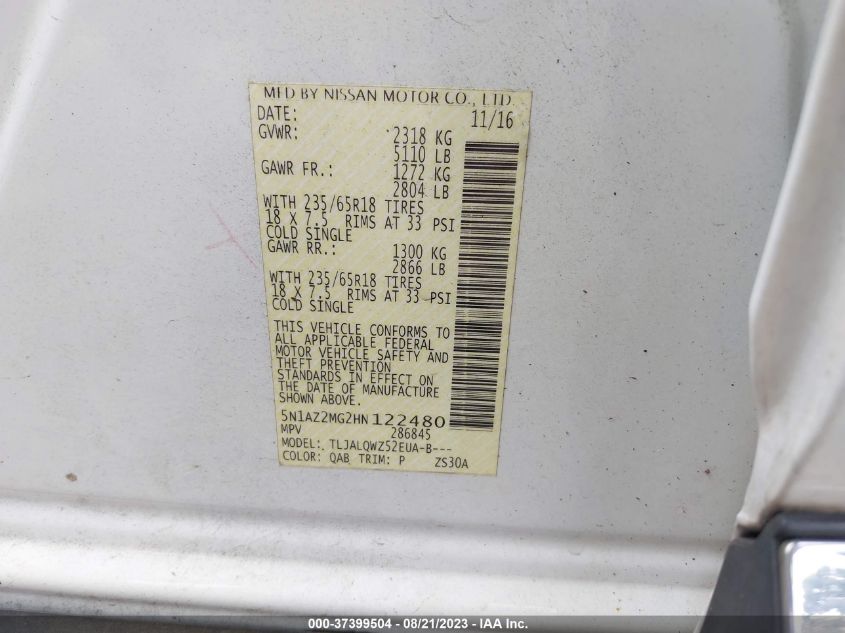 MFD BY NISSAN MOTOR CO., LTD.
DATE: 11/16
GVWR: 2318 KG
5110 LB
GAWR FR.: 1272 KG
2804 LB
WITH 235/65R18 TIRES
18 X 7.5 RIMS AT 33 PSI
COLD SINGLE
GAWR RR.: 1300 KG
2866 LB
WITH 235/65R18 TIRES
18 X 7.5 RIMS AT 33 PSI
COLD SINGLE
THIS VEHICLE CONFORMS TO
ALL APPLICABLE FEDERAL
MOTOR VEHICLE SAFETY AND
THEFT PREVENTION
STANDARDS IN EFFECT ON
THE DATE OF MANUFACTURE
SHOWN ABOVE.
5N1AZ2MG2HN122480
MPV 286845
MODEL: TLJALQWZ52EUA-B---
COLOR: QAB TRIM: P ZS30A
000-37399504 - 08/21/2023 - © IAA Inc.